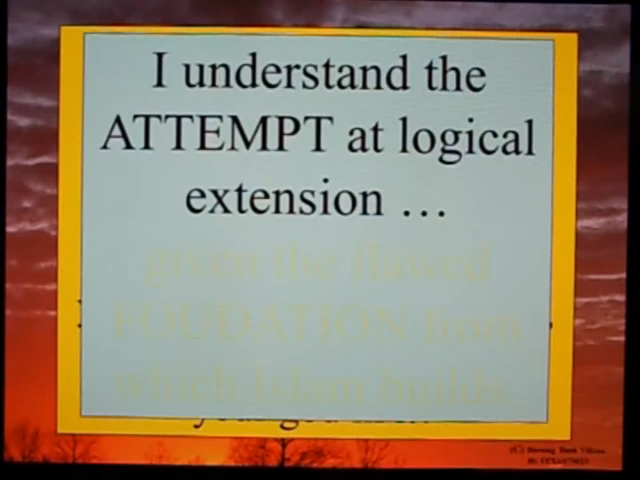 I understand the
ATTEMPT at logical
extension …
given the flawed
FOUDATION from
which Islam builds.